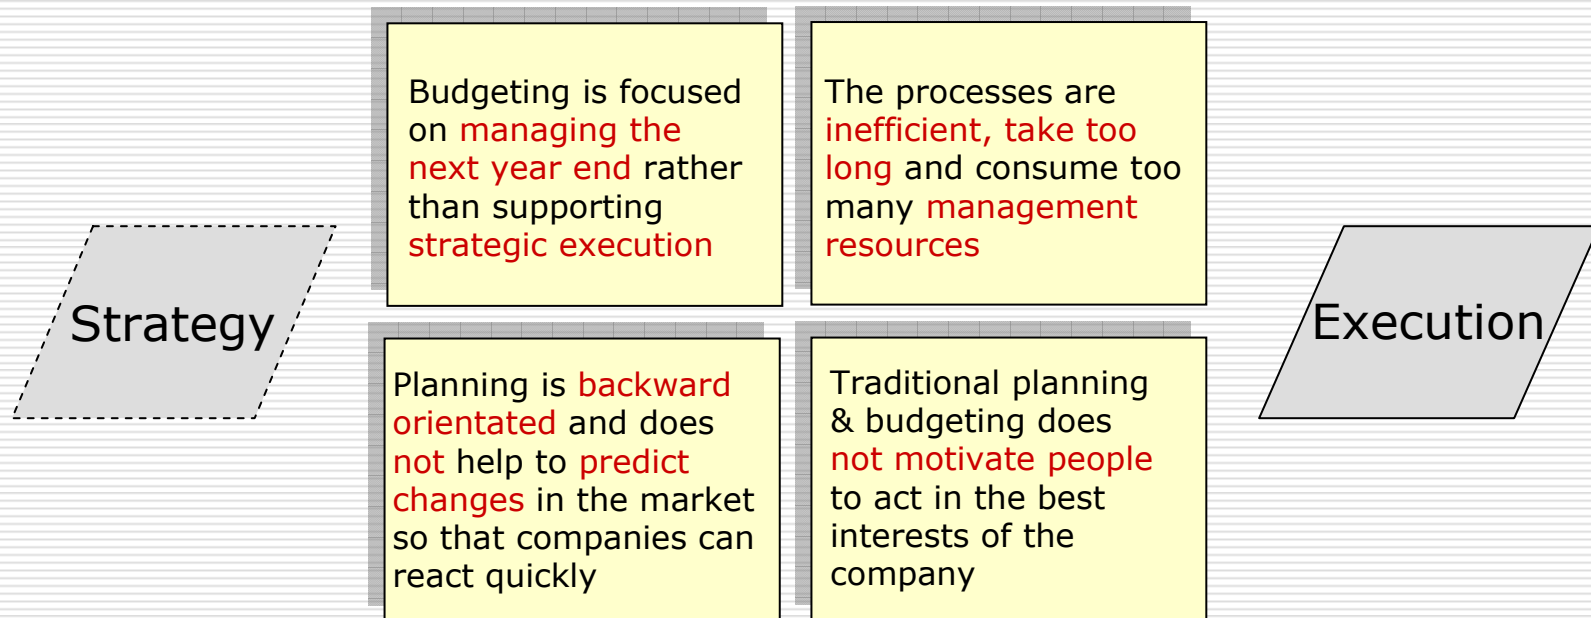 Budgeting is focused
on managing the
next year end rather
than supporting
strategic execution
The processes are
inefficient, take too
long and consume too
many management
resources
Strategy
Execution
Planning is backward
orientated and does
not help to predict
changes in the market
so that companies can
react quickly
Traditional planning
& budgeting does
not motivate people
to act in the best
interests of the
company